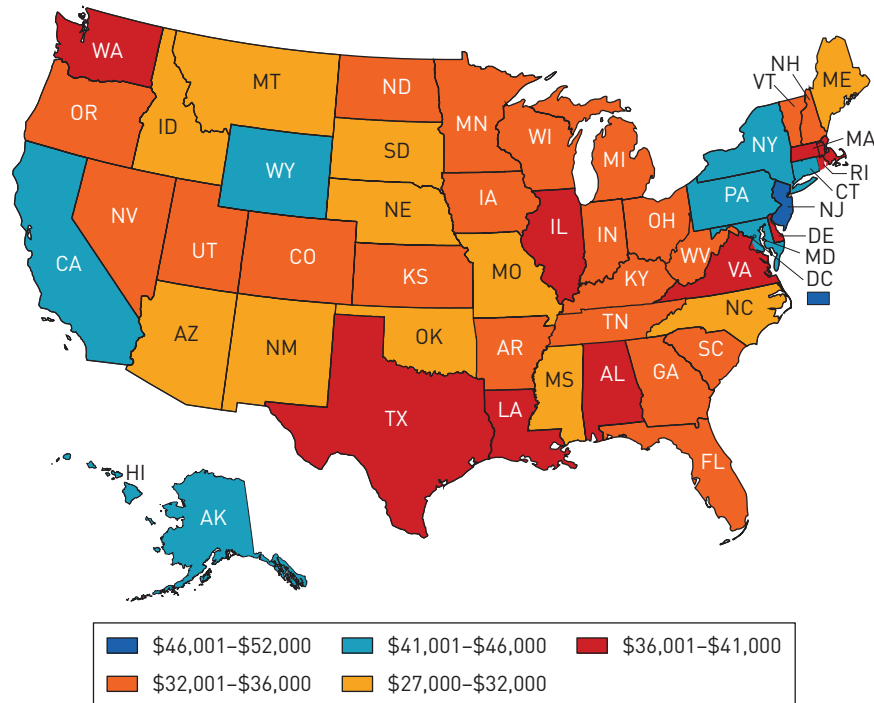 WA
MT
ND
OR
ID
SD
MN
WI
MI
NH
VT
ME
NY
MA
RI
CT
WY
NE
IA
PA
NJ
DE
MD
DC
NV
UT
CO
KS
IL
IN
OH
WV
VA
CA
MO
KY
AZ
NM
OK
AR
TN
NC
SC
TX
LA
MS
AL
GA
FL
HI
AK
$46,001–$52,000 $41,001–$46,000 $36,001–$41,000
$32,001–$36,000 $27,000–$32,000